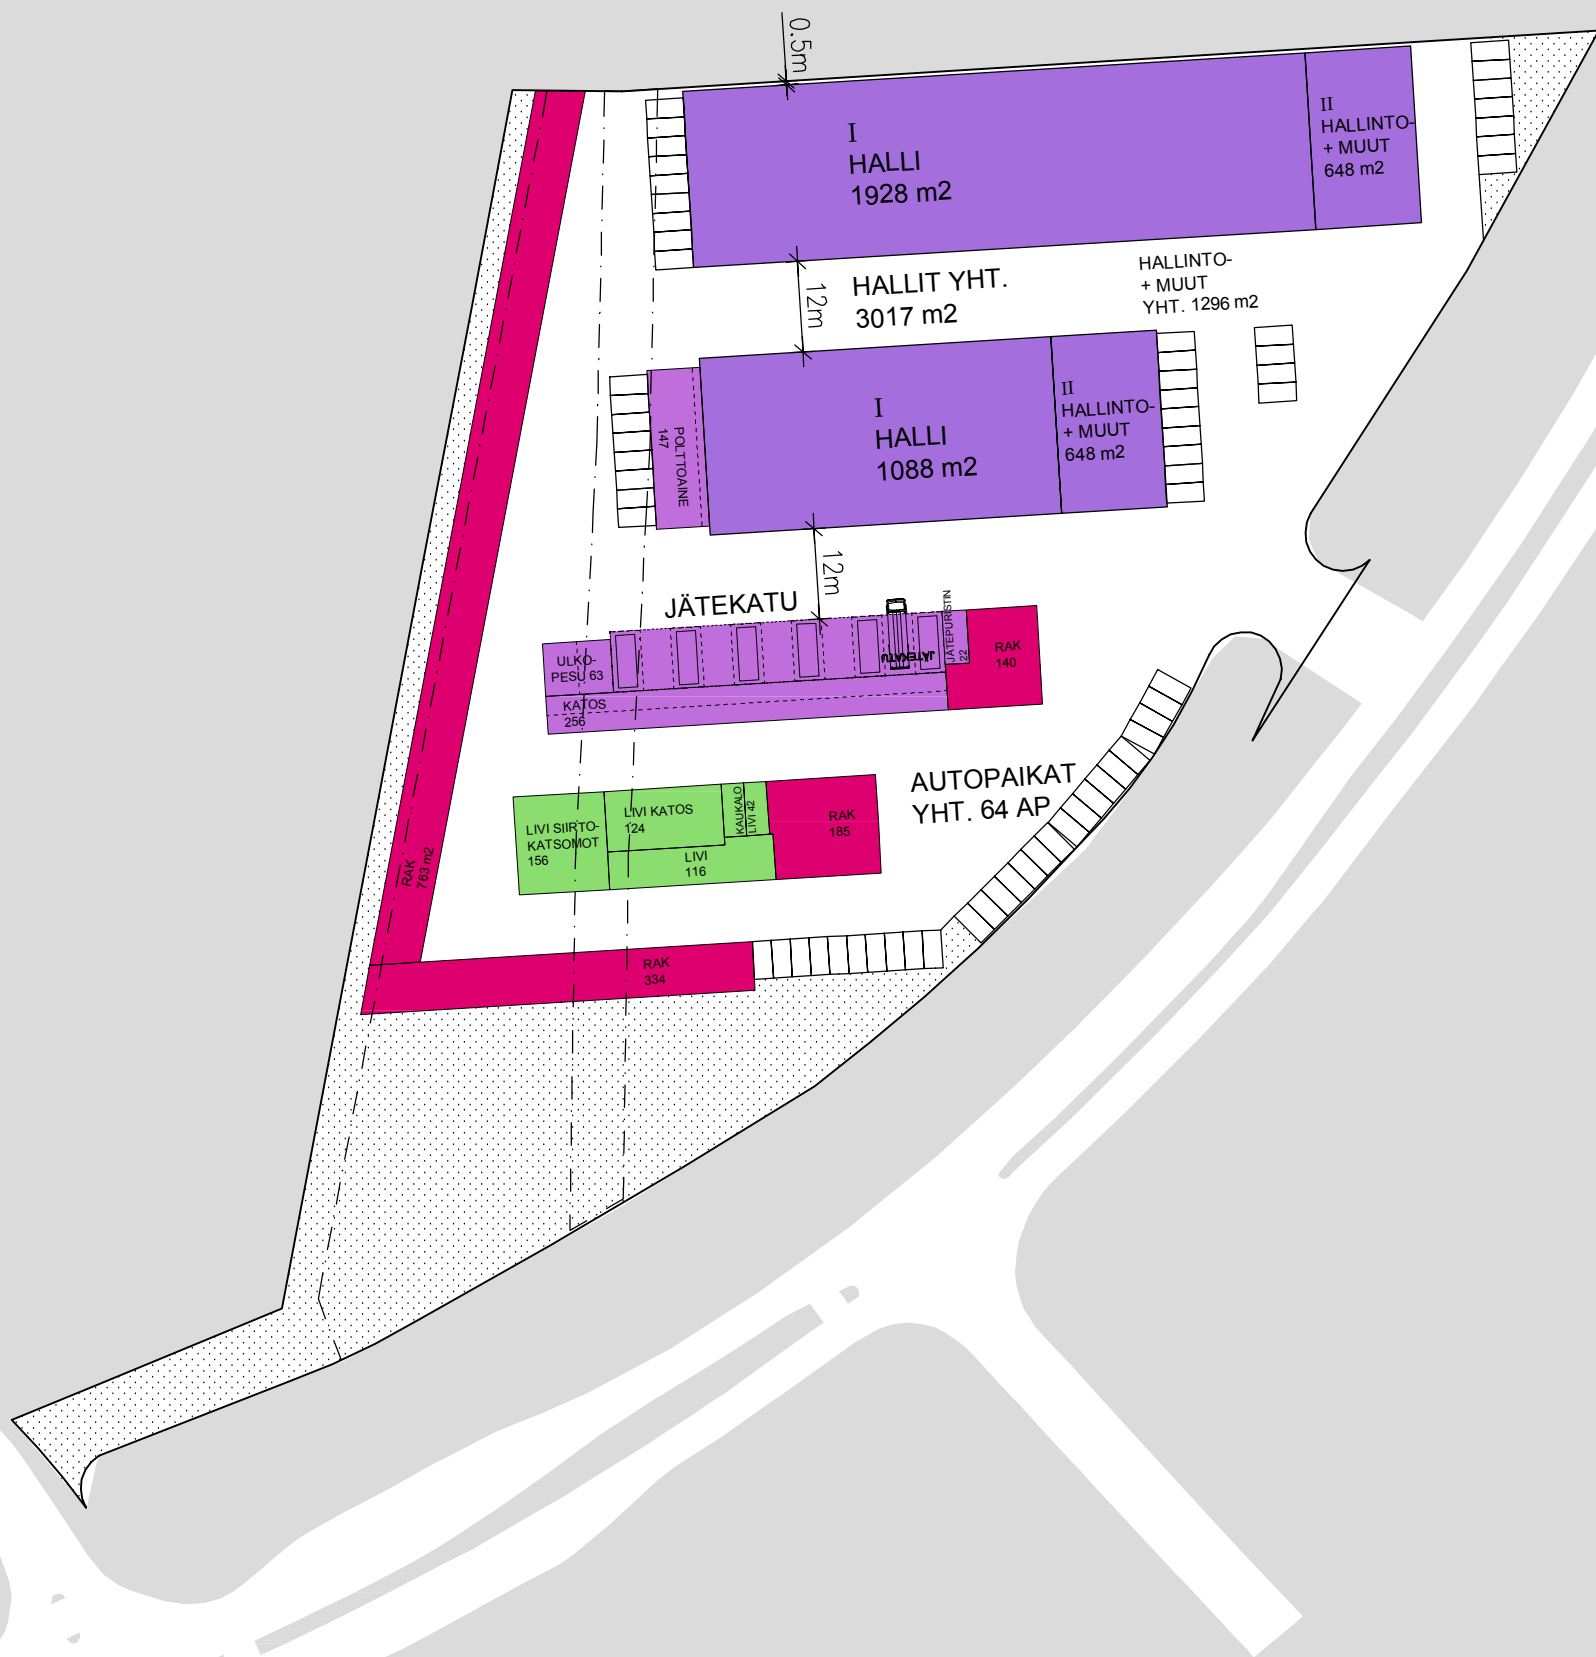 0.5m
I
HALLI
1928 m2
II
HALLINTO-
+ MUUT
648 m2
12m
HALLIT YHT.
3017 m2
HALLINTO-
+ MUUT
YHT. 1296 m2
POLTTOAINE
147
I
HALLI
1088 m2
II
HALLINTO-
+ MUUT
648 m2
12m
JÄTEKATU
ULKO-
PESU 63
KATOS
256
JÄTEKATU
JÄTEPURISTIN
22
RAK
140
LIVI SIIRTO-
KATSOMOT
156
LIVI KATOS
124
KAUKALO
LIVI 42
LIVI
116
RAK
185
AUTOPAIKAT
YHT. 64 AP
RAK
763 m2
RAK
334